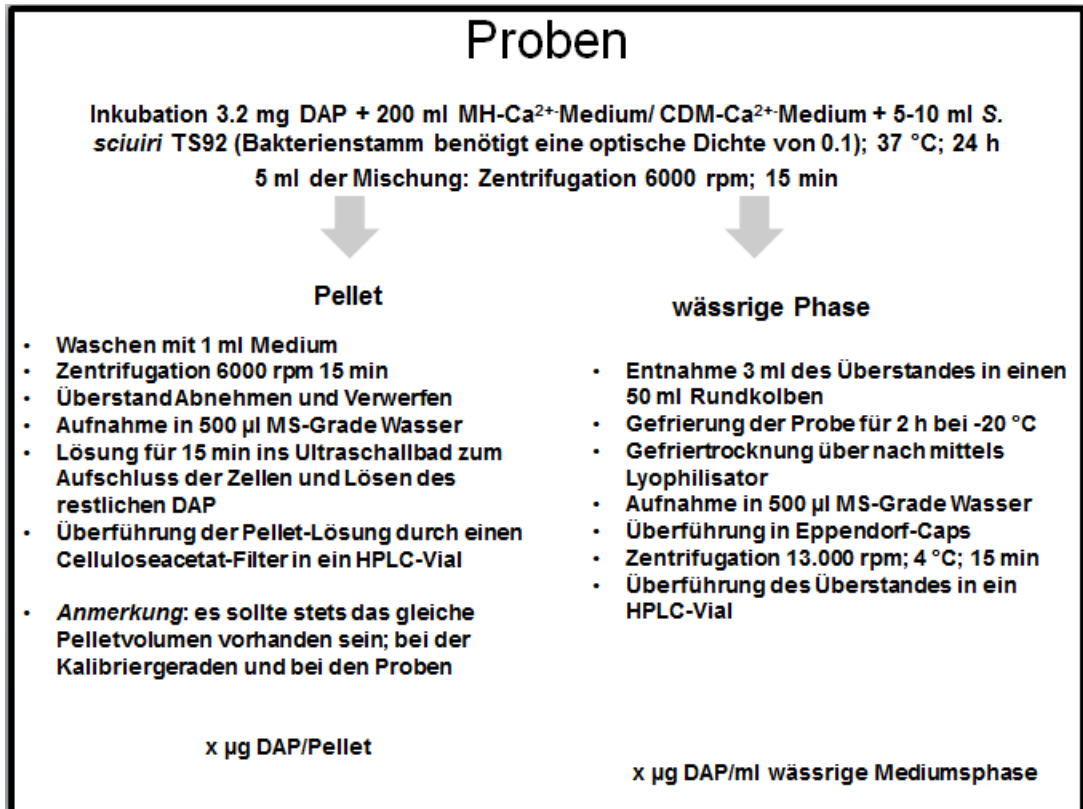 Proben
Inkubation 3.2 mg DAP + 200 ml MH-Ca²⁺-Medium/ CDM-Ca²⁺-Medium + 5-10 ml S.
sciuiri TS92 (Bakterienstamm benötigt eine optische Dichte von 0.1); 37 °C; 24 h
5 ml der Mischung: Zentrifugation 6000 rpm; 15 min
Pellet
• Waschen mit 1 ml Medium
• Zentrifugation 6000 rpm 15 min
• Überstand Abnehmen und Verwerfen
• Aufnahme in 500 µl MS-Grade Wasser
• Lösung für 15 min ins Ultraschallbad zum
Aufschluss der Zellen und Lösen des
restlichen DAP
• Überführung der Pellet-Lösung durch einen
Celluloseacetat-Filter in ein HPLC-Vial
• Anmerkung: es sollte stets das gleiche
Pelletvolumen vorhanden sein; bei der
Kalibriergeraden und bei den Proben
x µg DAP/Pellet
wässrige Phase
• Entnahme 3 ml des Überstandes in einen
50 ml Rundkolben
• Gefrierung der Probe für 2 h bei -20 °C
• Gefriertrocknung über nach mittels
Lyophilisator
• Aufnahme in 500 µl MS-Grade Wasser
• Überführung in Eppendorf-Caps
• Zentrifugation 13.000 rpm; 4 °C; 15 min
• Überführung des Überstandes in ein
HPLC-Vial
x µg DAP/ml wässrige Mediumsphase